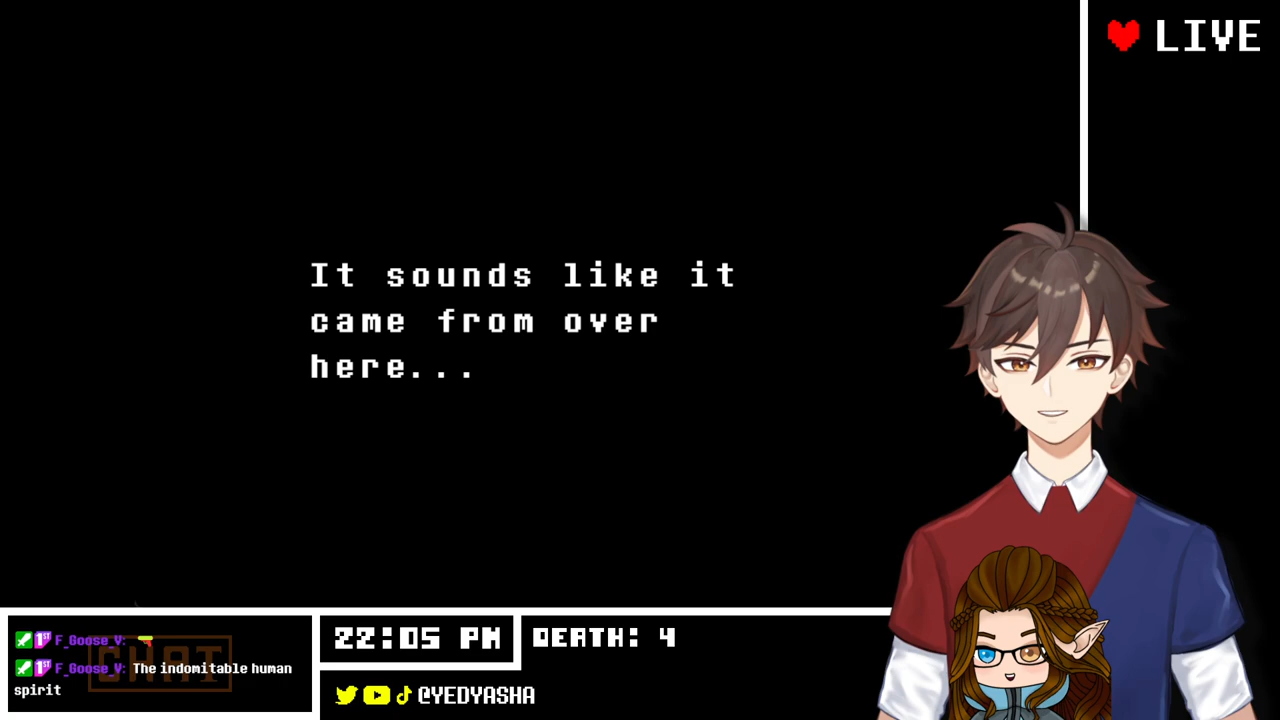 LIVE
It sounds like it
came from over
here...
F_Goose_V:
F_Goose_V: The indomitable human
spirit
CHAT
22:05 PM
DEATH: 4
@YEDYASHA